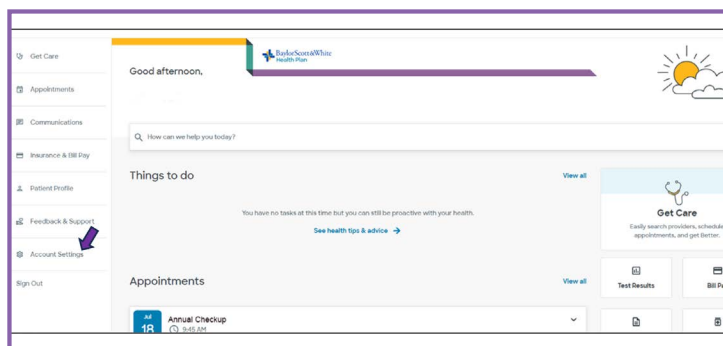 Get Care
Appointments
Communications
Insurance & Bill Pay
Patient Profile
Feedback & Support
Account Settings
Sign Out
BaylorScott&White
Health Plan
Good afternoon,
How can we help you today?
Things to do
View all
You have no tasks at this time but you can still be proactive with your health.
See health tips & advice
Appointments
View all
Jul
18
Annual Checkup
9:45 AM
Get Care
Easily search providers, schedule
appointments, and get Better.
Test Results
Bill Pa